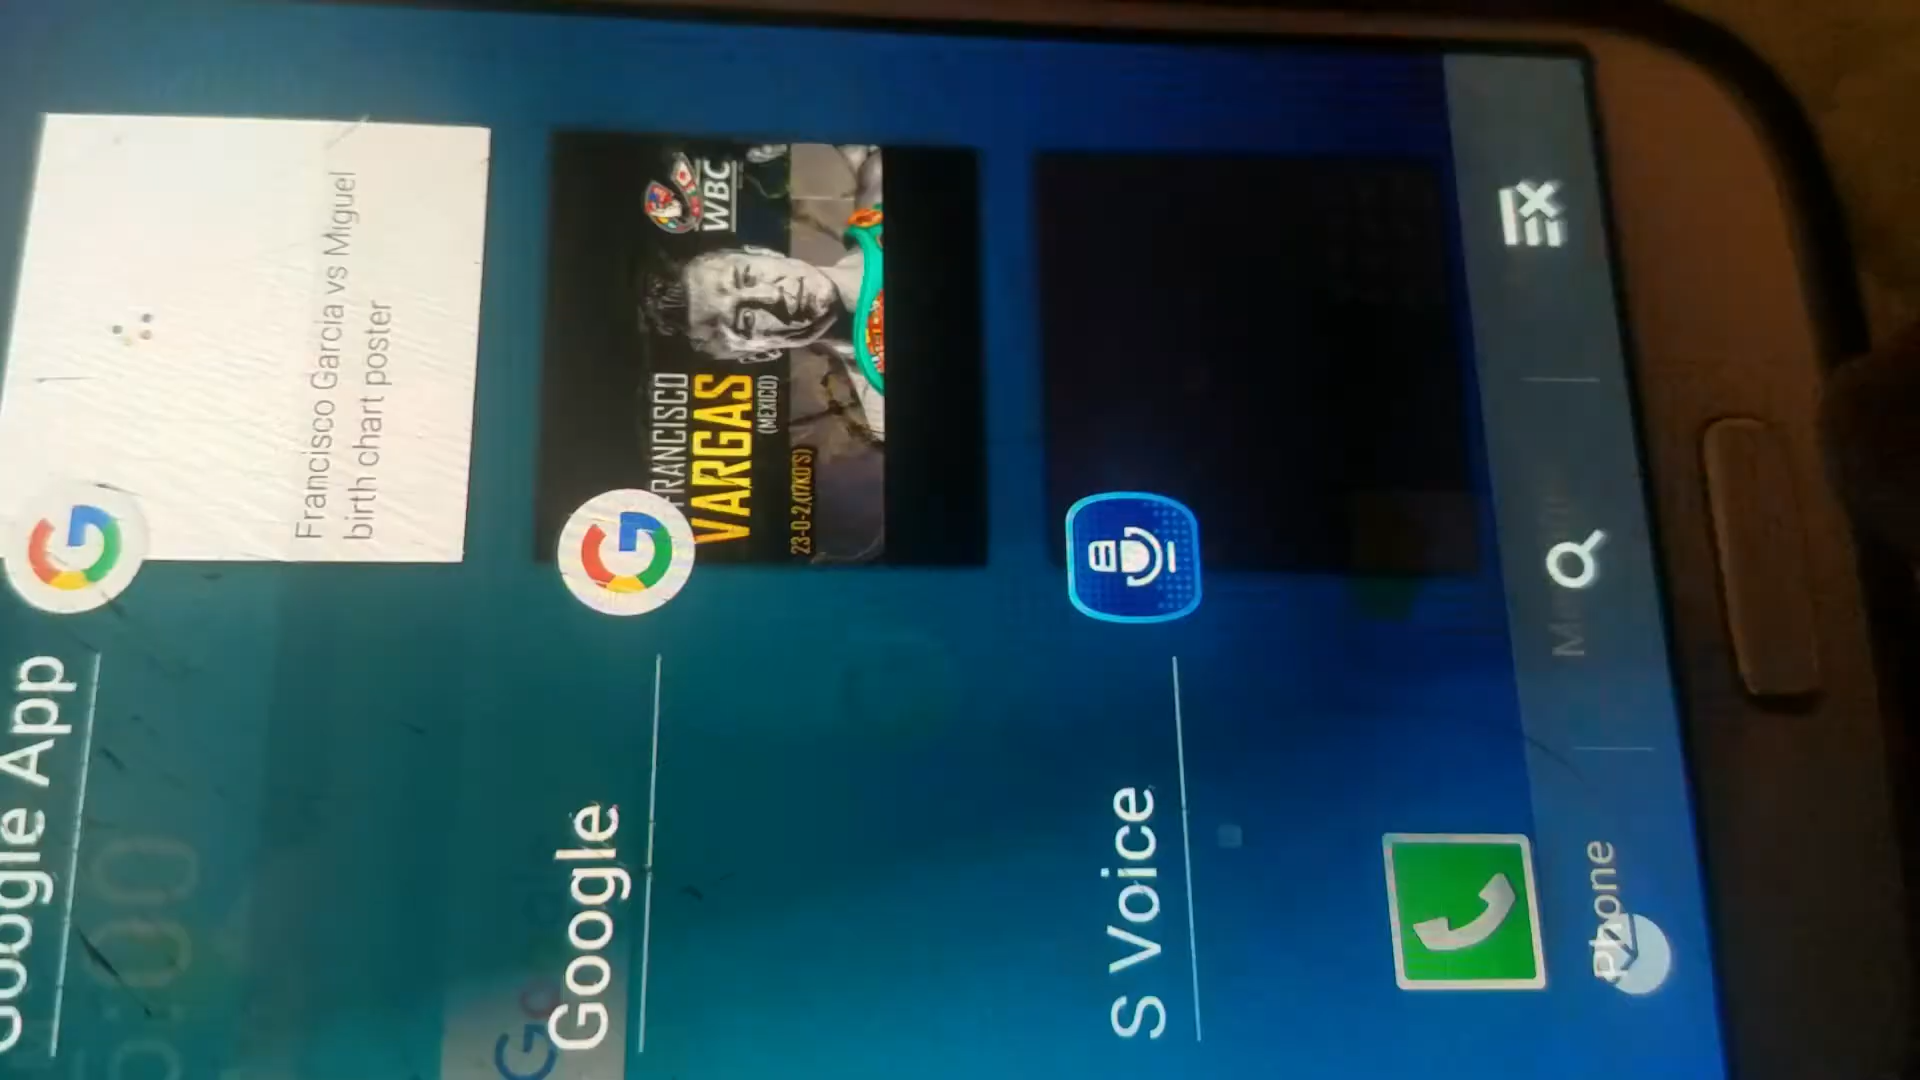 Google App
Francisco Garcia vs Miguel
birth chart poster
Google
WBC
FRANCISCO
VARGAS
(MEXICO)
23-0-2,(17KO'S)
S Voice
Phone